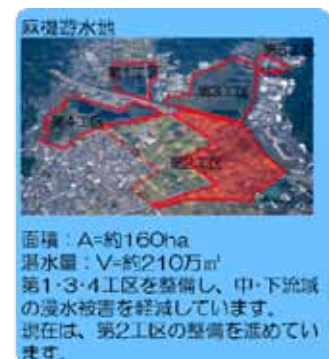 麻機遊水地
第1工区
第3工区
第4工区
第2工区
面積：A=約160ha
湛水量：V=約210万㎥
第1・3・4工区を整備し、中・下流域
の浸水被害を軽減しています。
現在は、第2工区の整備を進めてい
ます。